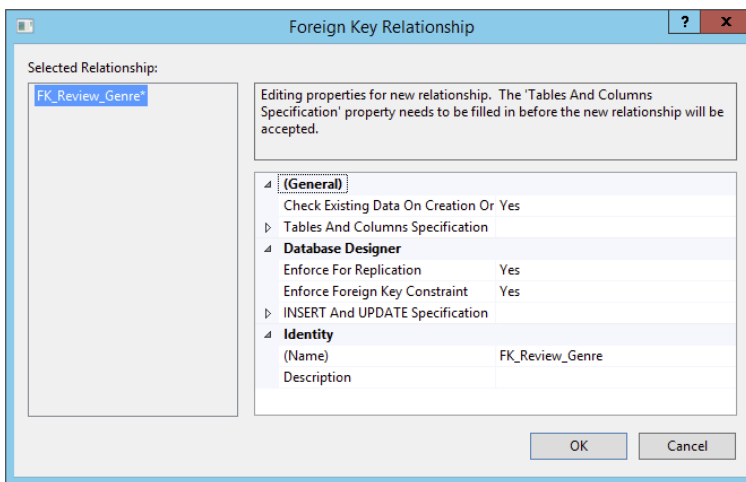 Foreign Key Relationship
? x
Selected Relationship:
FK_Review_Genre*
Editing properties for new relationship. The 'Tables And Columns
Specification' property needs to be filled in before the new relationship will be
accepted.
(General)
Check Existing Data On Creation Or Yes
Tables And Columns Specification
Database Designer
Enforce For Replication Yes
Enforce Foreign Key Constraint Yes
INSERT And UPDATE Specification
Identity
(Name) FK_Review_Genre
Description
OK Cancel